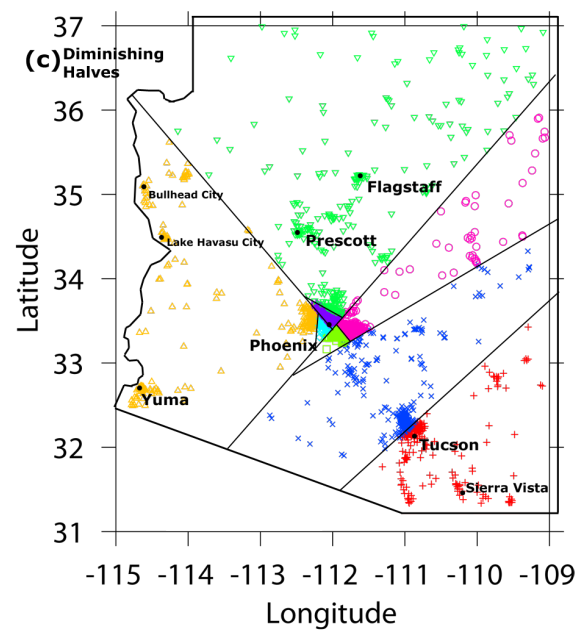 37
(c) Diminishing
Halves
36
35
34
33
32
31
Latitude
Bullhead City
Flagstaff
Lake Havasu City
Prescott
Phoenix
Yuma
Tucson
Sierra Vista
-115 -114 -113 -112 -111 -110 -109
Longitude